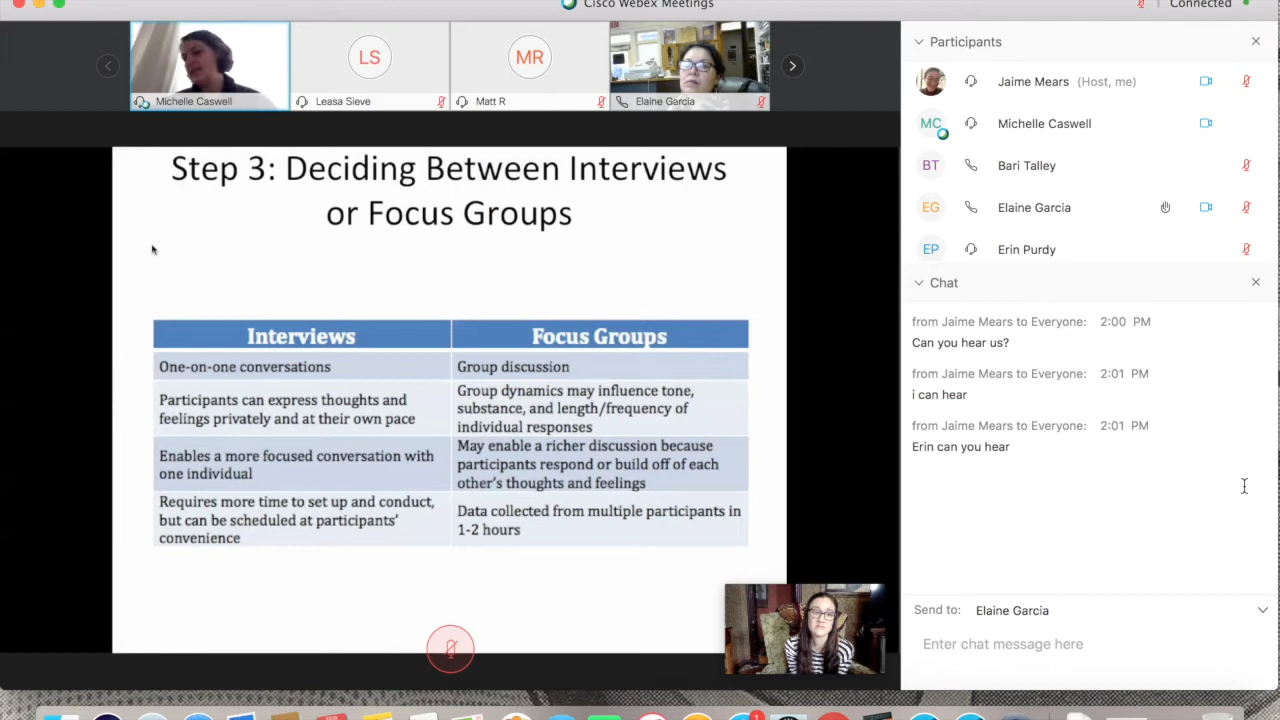 Cisco Webex Meetings
Connected
LS
MR
Michelle Caswell
Leasa Sieve
Matt R
Elaine Garcia
Step 3: Deciding Between Interviews
or Focus Groups
Interviews
Focus Groups
One-on-one conversations
Group discussion
Participants can express thoughts and
feelings privately and at their own pace
Group dynamics may influence tone,
substance, and length/frequency of
individual responses
Enables a more focused conversation with
one individual
May enable a richer discussion because
participants respond or build off of each
other's thoughts and feelings
Requires more time to set up and conduct,
but can be scheduled at participants'
convenience
Data collected from multiple participants in
1-2 hours
Participants
Jaime Mears (Host, me)
MC Michelle Caswell
BT Bari Talley
EG Elaine Garcia
EP Erin Purdy
Chat
from Jaime Mears to Everyone: 2:00 PM
Can you hear us?
from Jaime Mears to Everyone: 2:01 PM
i can hear
from Jaime Mears to Everyone: 2:01 PM
Erin can you hear
Send to: Elaine Garcia
Enter chat message here
FEB
1